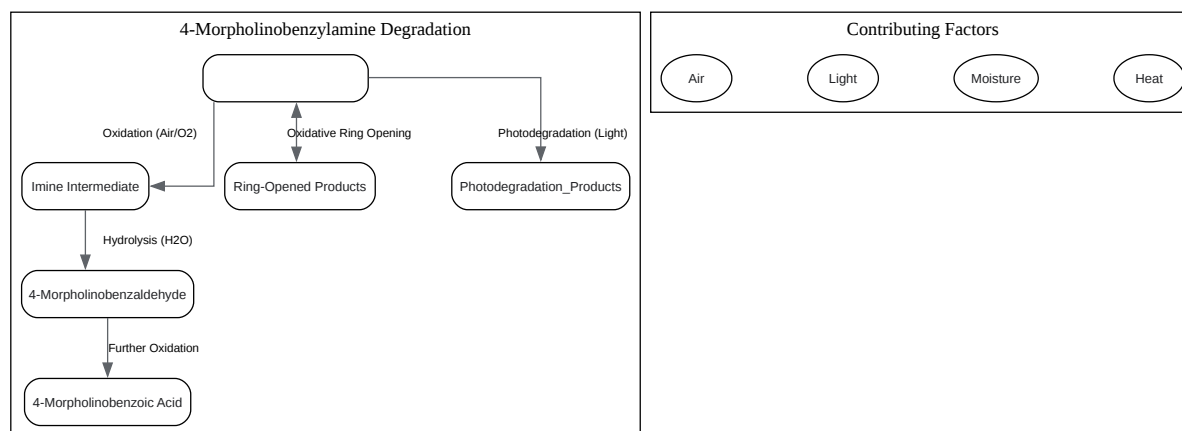 4-Morpholinobenzylamine Degradation
Oxidation (Air/O2)
Oxidative Ring Opening
Photodegradation (Light)
Imine Intermediate
Ring-Opened Products
Photodegradation_Products
Hydrolysis (H2O)
4-Morpholinobenzaldehyde
Further Oxidation
4-Morpholinobenzoic Acid
Contributing Factors
Air
Light
Moisture
Heat